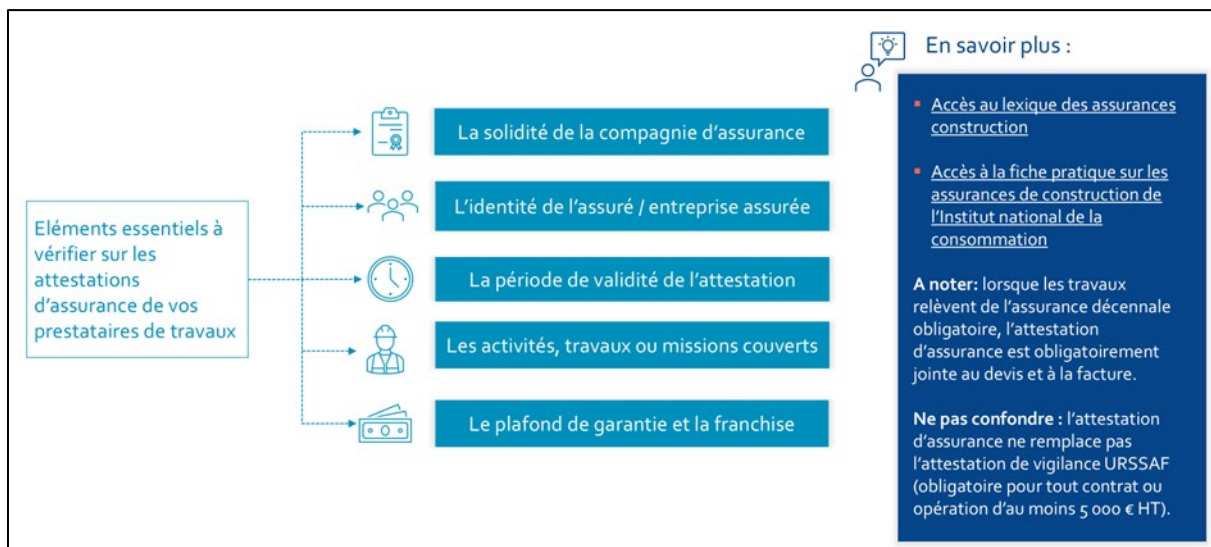 Eléments essentiels à
vérifier sur les
attestations
d’assurance de vos
prestataires de travaux
La solidité de la compagnie d’assurance
L’identité de l’assuré / entreprise assurée
La période de validité de l’attestation
Les activités, travaux ou missions couverts
Le plafond de garantie et la franchise
En savoir plus :
▪ Accès au lexique des assurances
construction
▪ Accès à la fiche pratique sur les
assurances de construction de
l’Institut national de la
consommation
A noter: lorsque les travaux
relèvent de l’assurance décennale
obligatoire, l’attestation
d’assurance est obligatoirement
jointe au devis et à la facture.
Ne pas confondre : l’attestation
d’assurance ne remplace pas
l’attestation de vigilance URSSAF
(obligatoire pour tout contrat ou
opération d’au moins 5 000 € HT).